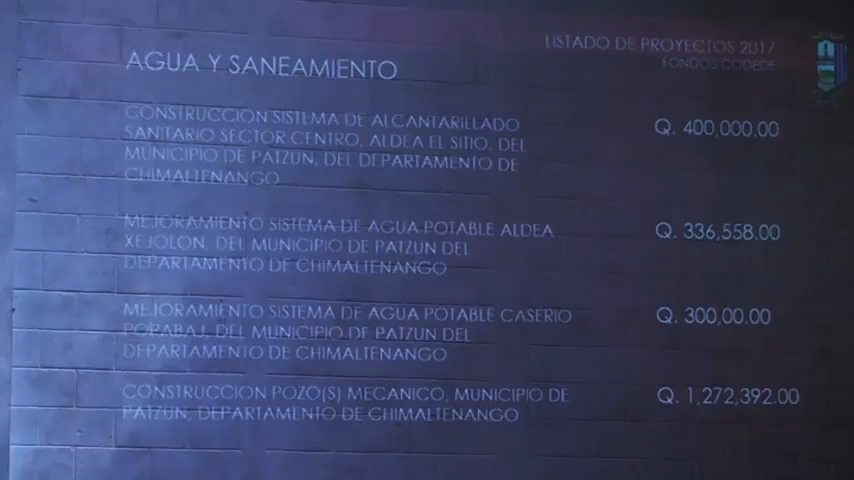 LISTADO DE PROYECTOS 2017
FONDOS CODEDE
AGUA Y SANEAMIENTO
CONSTRUCCION SISTEMA DE ALCANTARILLADO
SANITARIO SECTOR CENTRO, ALDEA EL SITIO, DEL
MUNICIPIO DE PATZUN, DEL DEPARTAMENTO DE
CHIMALTENANGO
Q. 400,000.00
MEJORAMIENTO SISTEMA DE AGUA POTABLE ALDEA
XEJOLON, DEL MUNICIPIO DE PATZUN DEL
DEPARTAMENTO DE CHIMALTENANGO
Q. 336,558.00
MEJORAMIENTO SISTEMA DE AGUA POTABLE CASERIO
POPABAJ, DEL MUNICIPIO DE PATZUN DEL
DEPARTAMENTO DE CHIMALTENANGO
Q. 300,00.00
CONSTRUCCION POZO(S) MECANICO, MUNICIPIO DE
PATZUN, DEPARTAMENTO DE CHIMALTENANGO
Q. 1,272,392.00